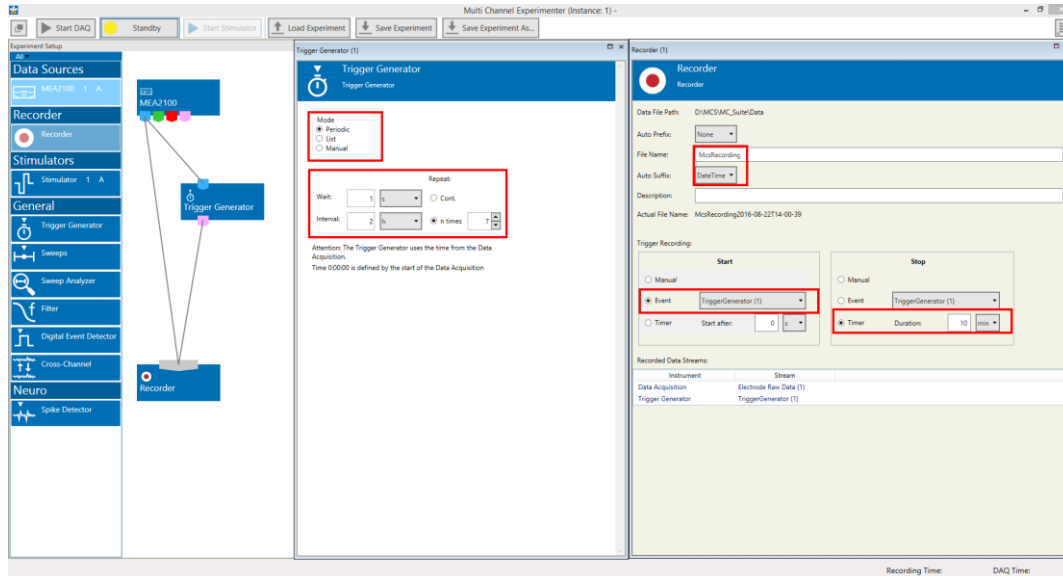 Multi Channel Experimenter (Instance: 1) -
Start DAQ
Standby
Start Stimulator
Load Experiment
Save Experiment
Save Experiment As...
Experiment Setup
All
Data Sources
MEA2100 1 A
Recorder
Recorder
Stimulators
Stimulator 1 A
General
Trigger Generator
Sweeps
Sweep Analyzer
Filter
Digital Event Detector
Cross-Channel
Neuro
Spike Detector
MEA2100
Trigger Generator
Recorder
Trigger Generator (1)
Trigger Generator
Trigger Generator
Mode
Periodic
List
Manual
Repeat:
Wait: 1 s Cont.
Interval: 2 h n times 7
Attention: The Trigger Generator uses the time from the Data
Acquisition.
Time 0:00:00 is defined by the start of the Data Acquisition
Recorder (1)
Recorder
Recorder
Data File Path: D:\MCS\MC_Suite\Data
Auto Prefix: None
File Name: McsRecording
Auto Suffix: DateTime
Description:
Actual File Name: McsRecording2016-08-22T14-00-39
Trigger Recording:
Start
Manual
Event TriggerGenerator (1)
Timer Start after: 0 s
Stop
Manual
Event TriggerGenerator (1)
Timer Duration: 10 min
Recorded Data Streams:
Instrument Stream
Data Acquisition Electrode Raw Data (1)
Trigger Generator TriggerGenerator (1)
Recording Time: DAQ Time: